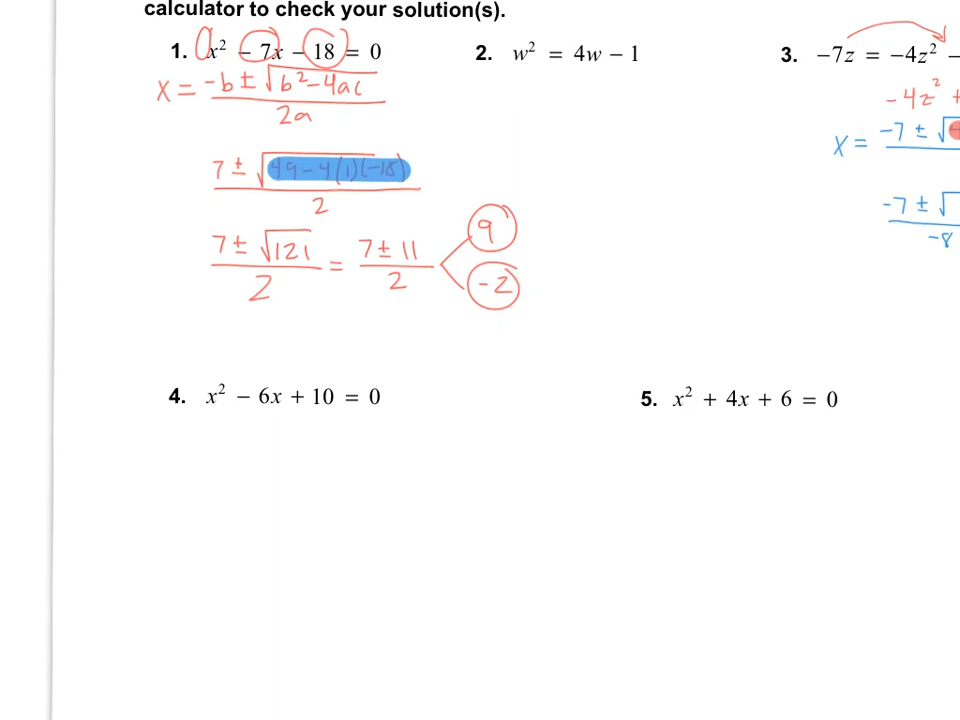 calculator to check your solution(s).
1. x² − 7x − 18 = 0
x = -b ± √b²-4ac
2a
7 ± √49 - 4(1)(-18)
2
7 ± √121 = 7 ± 11
2 2
9
-2
2. w² = 4w − 1
3. −7z = −4z² −
-4z² +
x = -7 ± √
-7 ± √
-8
4. x² − 6x + 10 = 0
5. x² + 4x + 6 = 0